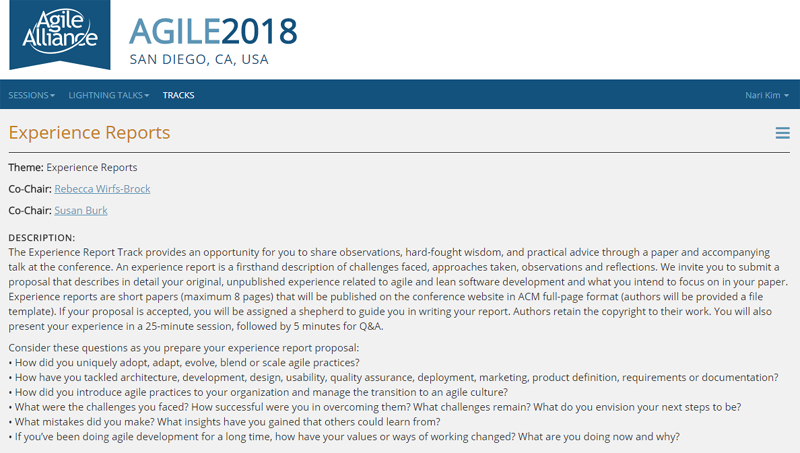 Agile
Alliance
AGILE2018
SAN DIEGO, CA, USA
SESSIONS LIGHTNING TALKS TRACKS Nari Kim
Experience Reports
Theme: Experience Reports
Co-Chair: Rebecca Wirfs-Brock
Co-Chair: Susan Burk
DESCRIPTION:
The Experience Report Track provides an opportunity for you to share observations, hard-fought wisdom, and practical advice through a paper and accompanying
talk at the conference. An experience report is a firsthand description of challenges faced, approaches taken, observations and reflections. We invite you to submit a
proposal that describes in detail your original, unpublished experience related to agile and lean software development and what you intend to focus on in your paper.
Experience reports are short papers (maximum 8 pages) that will be published on the conference website in ACM full-page format (authors will be provided a file
template). If your proposal is accepted, you will be assigned a shepherd to guide you in writing your report. Authors retain the copyright to their work. You will also
present your experience in a 25-minute session, followed by 5 minutes for Q&A.
Consider these questions as you prepare your experience report proposal:
• How did you uniquely adopt, adapt, evolve, blend or scale agile practices?
• How have you tackled architecture, development, design, usability, quality assurance, deployment, marketing, product definition, requirements or documentation?
• How did you introduce agile practices to your organization and manage the transition to an agile culture?
• What were the challenges you faced? How successful were you in overcoming them? What challenges remain? What do you envision your next steps to be?
• What mistakes did you make? What insights have you gained that others could learn from?
• If you've been doing agile development for a long time, how have your values or ways of working changed? What are you doing now and why?